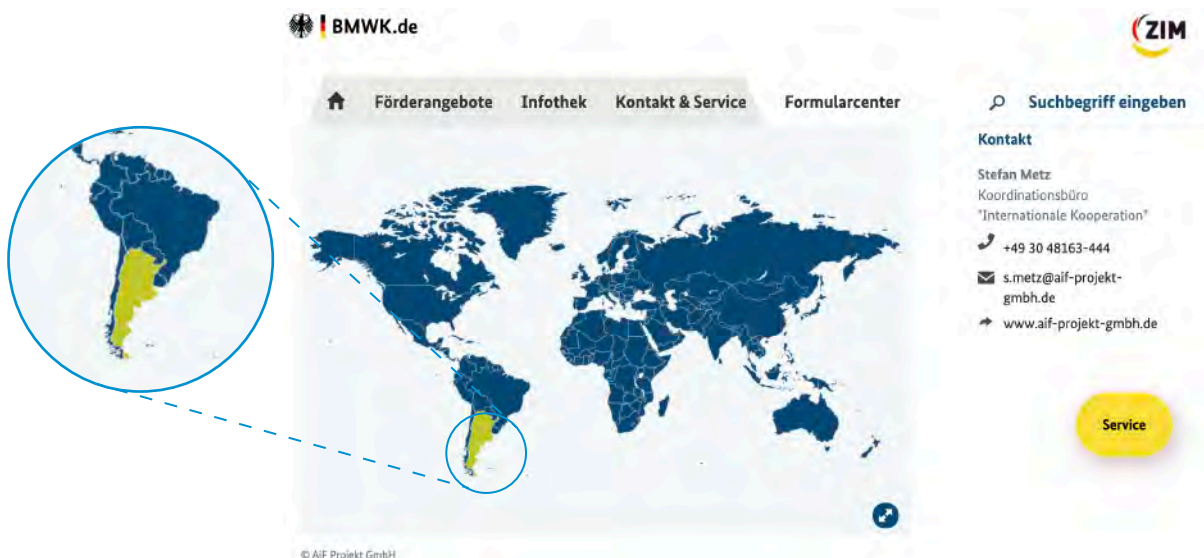 BMWK.de
ZIM
Förderangebote Infothek Kontakt & Service Formularcenter
Suchbegriff eingeben
Kontakt
Stefan Metz
Koordinationsbüro
"Internationale Kooperation"
+49 30 48163-444
s.metz@aif-projekt-
gmbh.de
www.aif-projekt-gmbh.de
Service
© AiF Projekt GmbH